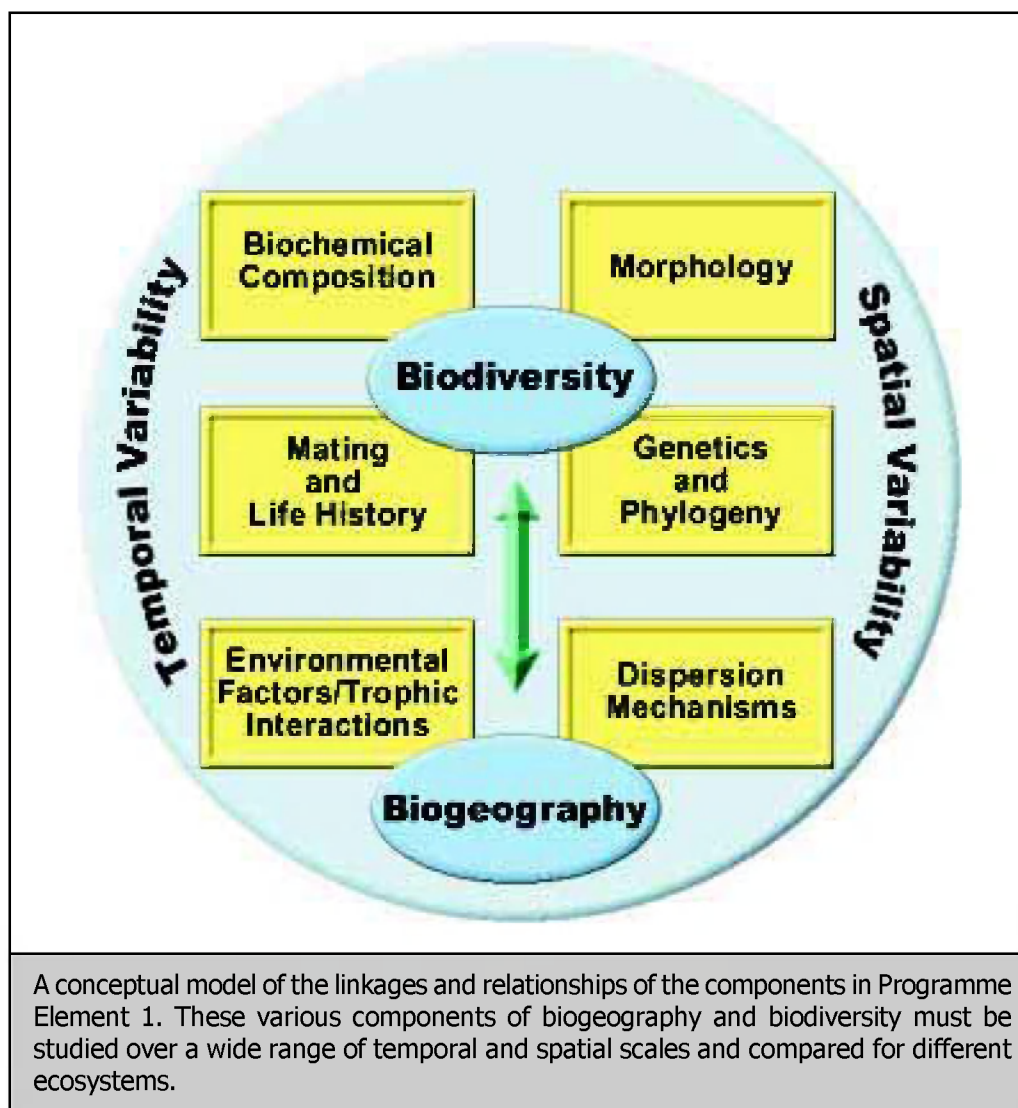 Temporal Variability
Spatial Variability
Biochemical
Composition
Morphology
Biodiversity
Mating
and
Life History
Genetics
and
Phylogeny
Environmental
Factors/Trophic
Interactions
Dispersion
Mechanisms
Biogeography
A conceptual model of the linkages and relationships of the components in Programme
Element 1. These various components of biogeography and biodiversity must be
studied over a wide range of temporal and spatial scales and compared for different
ecosystems.